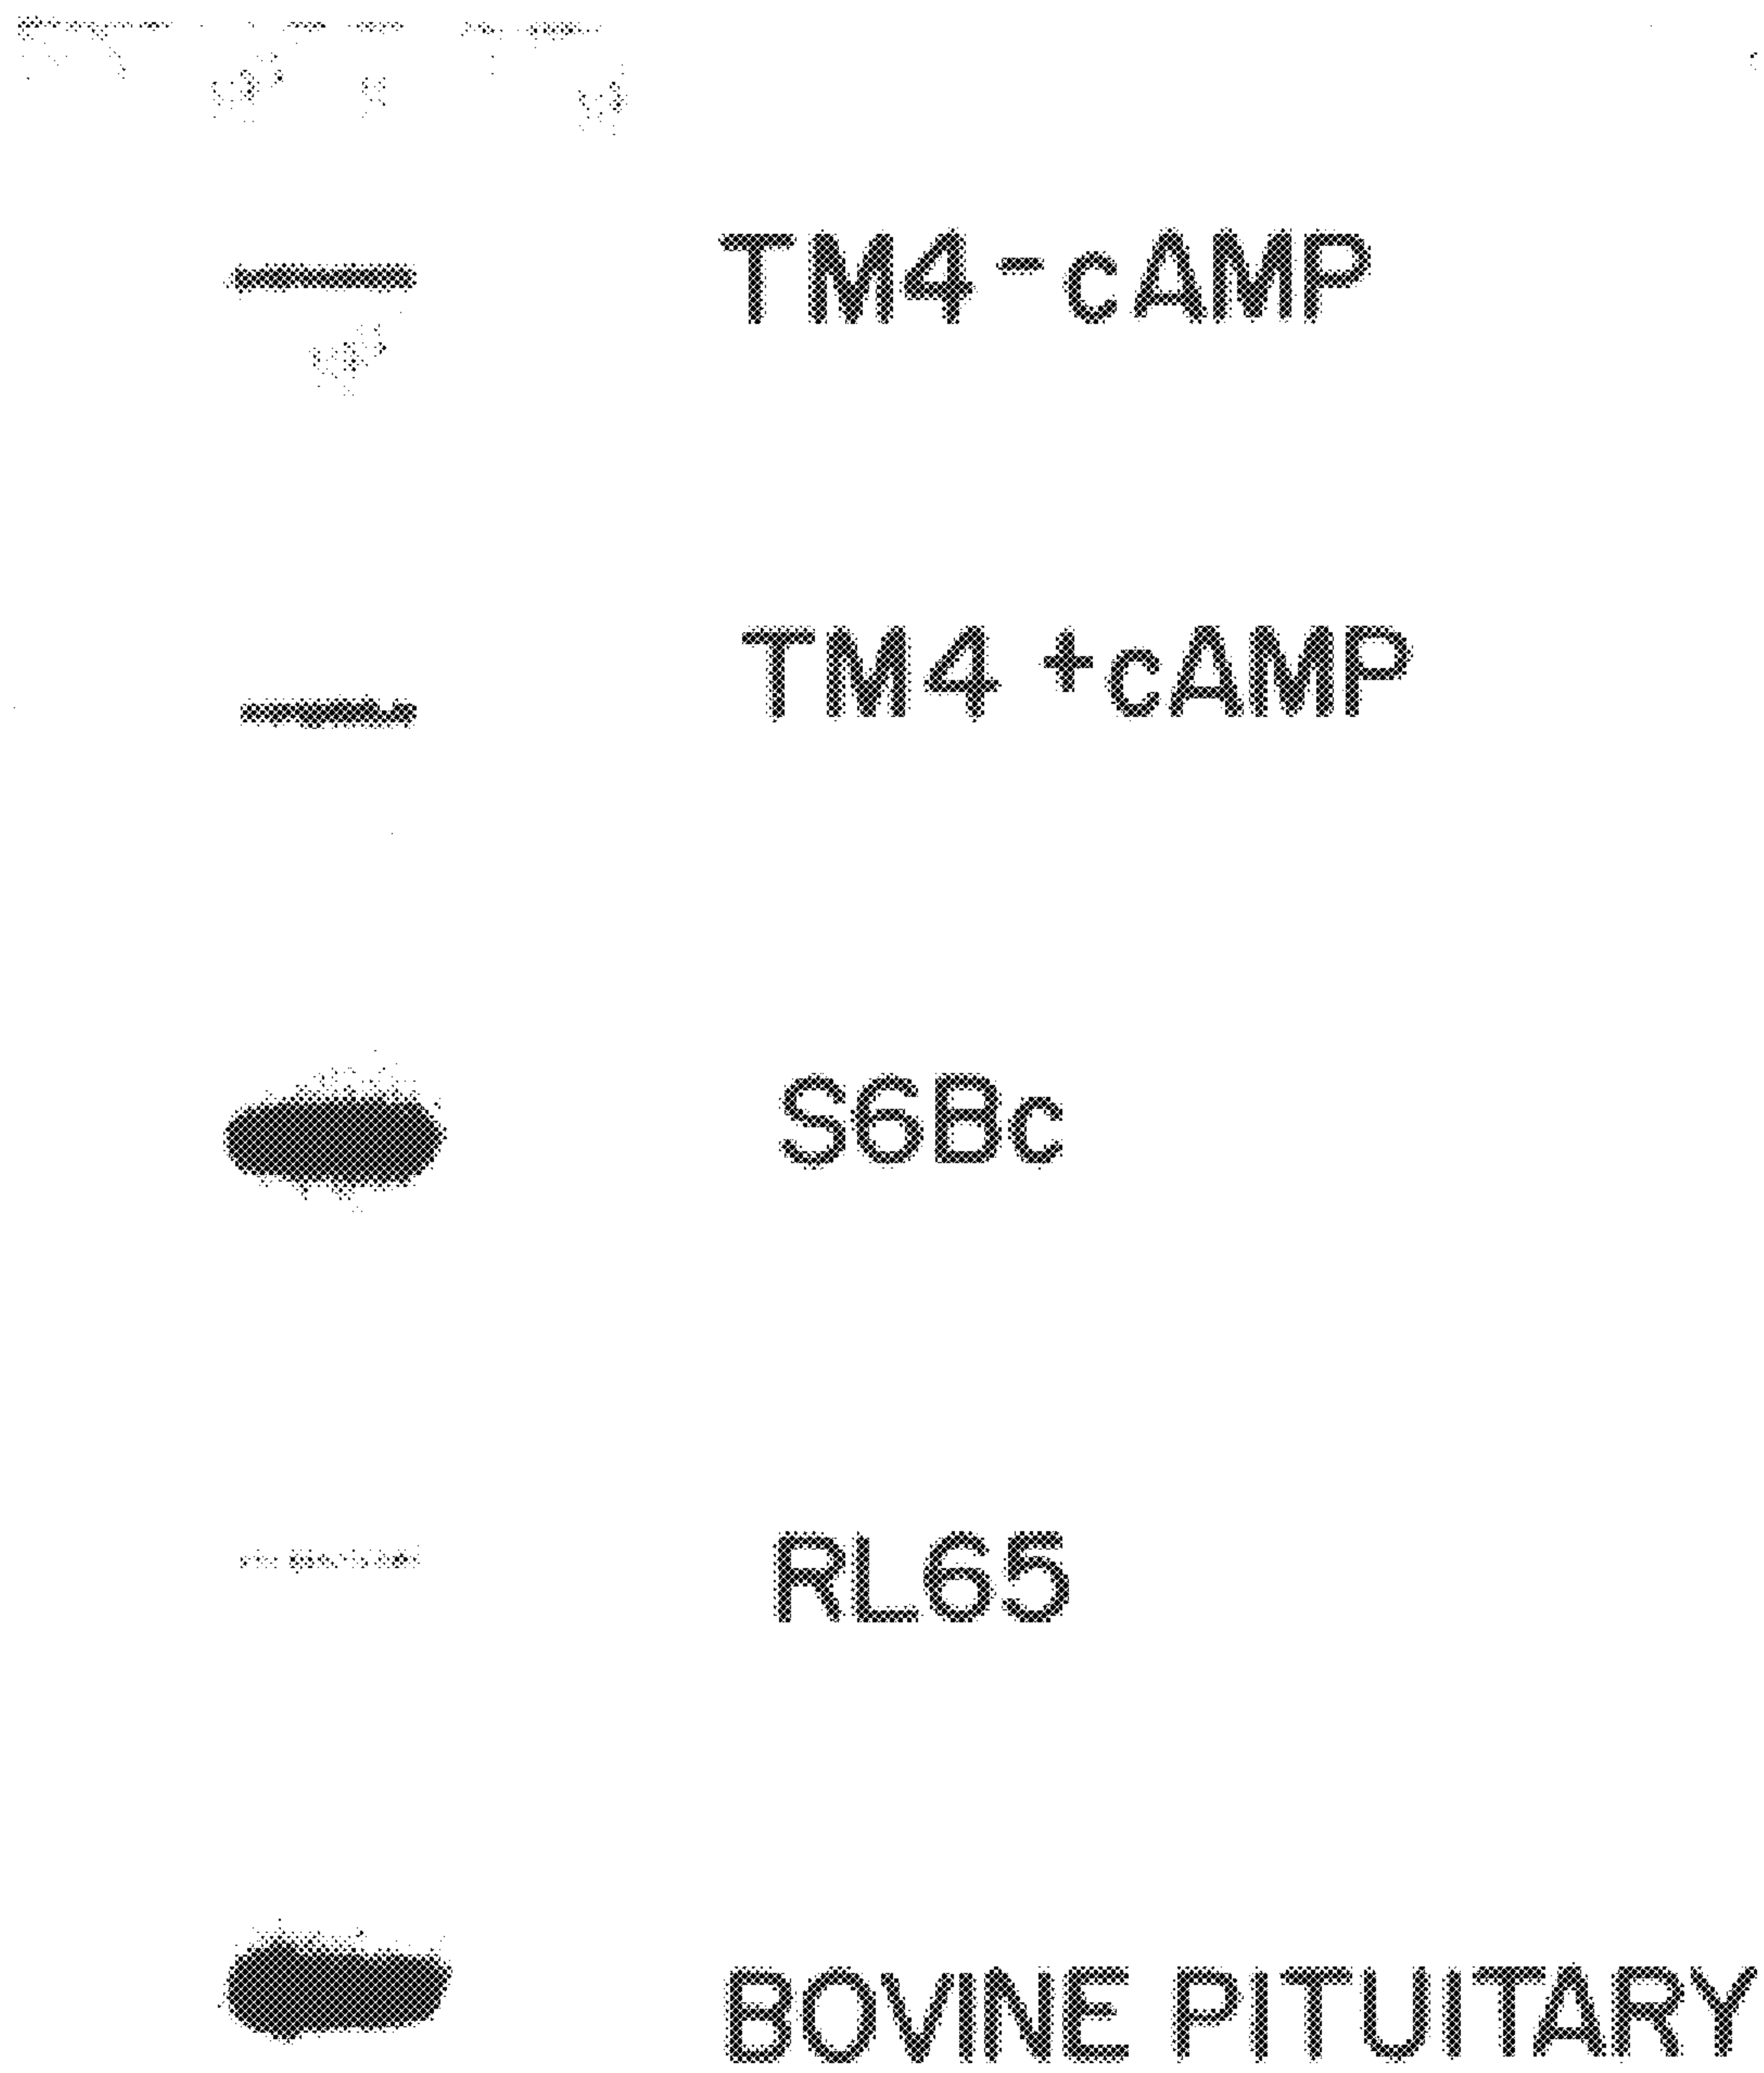 TM4-cAMP
TM4 +cAMP
S6Bc
RL65
BOVINE PITUITARY